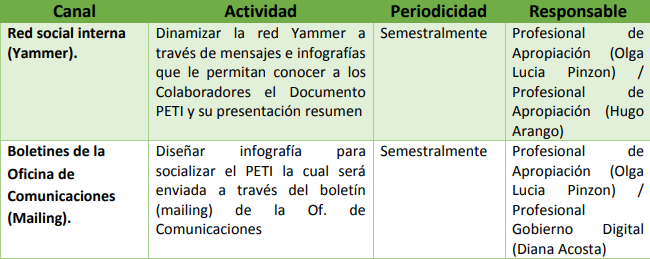 Canal Actividad Periodicidad Responsable
Red social interna
(Yammer).
Dinamizar la red Yammer a
través de mensajes e infografías
que le permitan conocer a los
Colaboradores el Documento
PETI y su presentación resumen
Semestralmente
Profesional de
Apropiación (Olga
Lucia Pinzon) /
Profesional de
Apropiación (Hugo
Arango)
Boletines de la
Oficina de
Comunicaciones
(Mailing).
Diseñar infografía para
socializar el PETI la cual será
enviada a través del boletín
(mailing) de la Of. de
Comunicaciones
Semestralmente
Profesional de
Apropiación (Olga
Lucia Pinzon) /
Profesional
Gobierno Digital
(Diana Acosta)